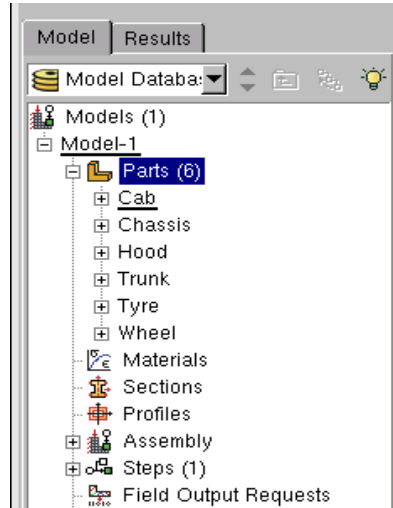 Model Results
Model Databa
Models (1)
Model-1
Parts (6)
Cab
Chassis
Hood
Trunk
Tyre
Wheel
Materials
Sections
Profiles
Assembly
Steps (1)
Field Output Requests